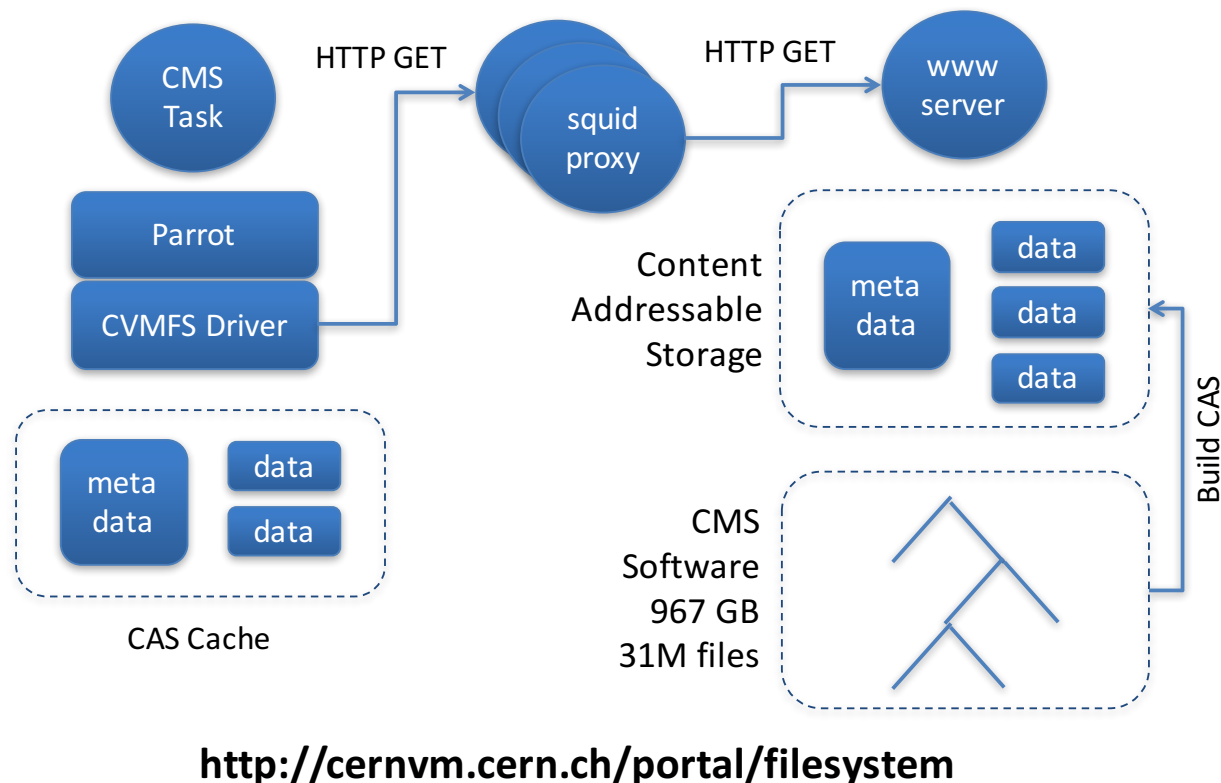 CMS
Task
HTTP GET
squid
proxy
HTTP GET
www
server
Parrot
CVMFS Driver
Content
Addressable
Storage
meta
data
data
data
data
meta
data
data
data
CAS Cache
CMS
Software
967 GB
31M files
Build CAS
http://cernvm.cern.ch/portal/filesystem